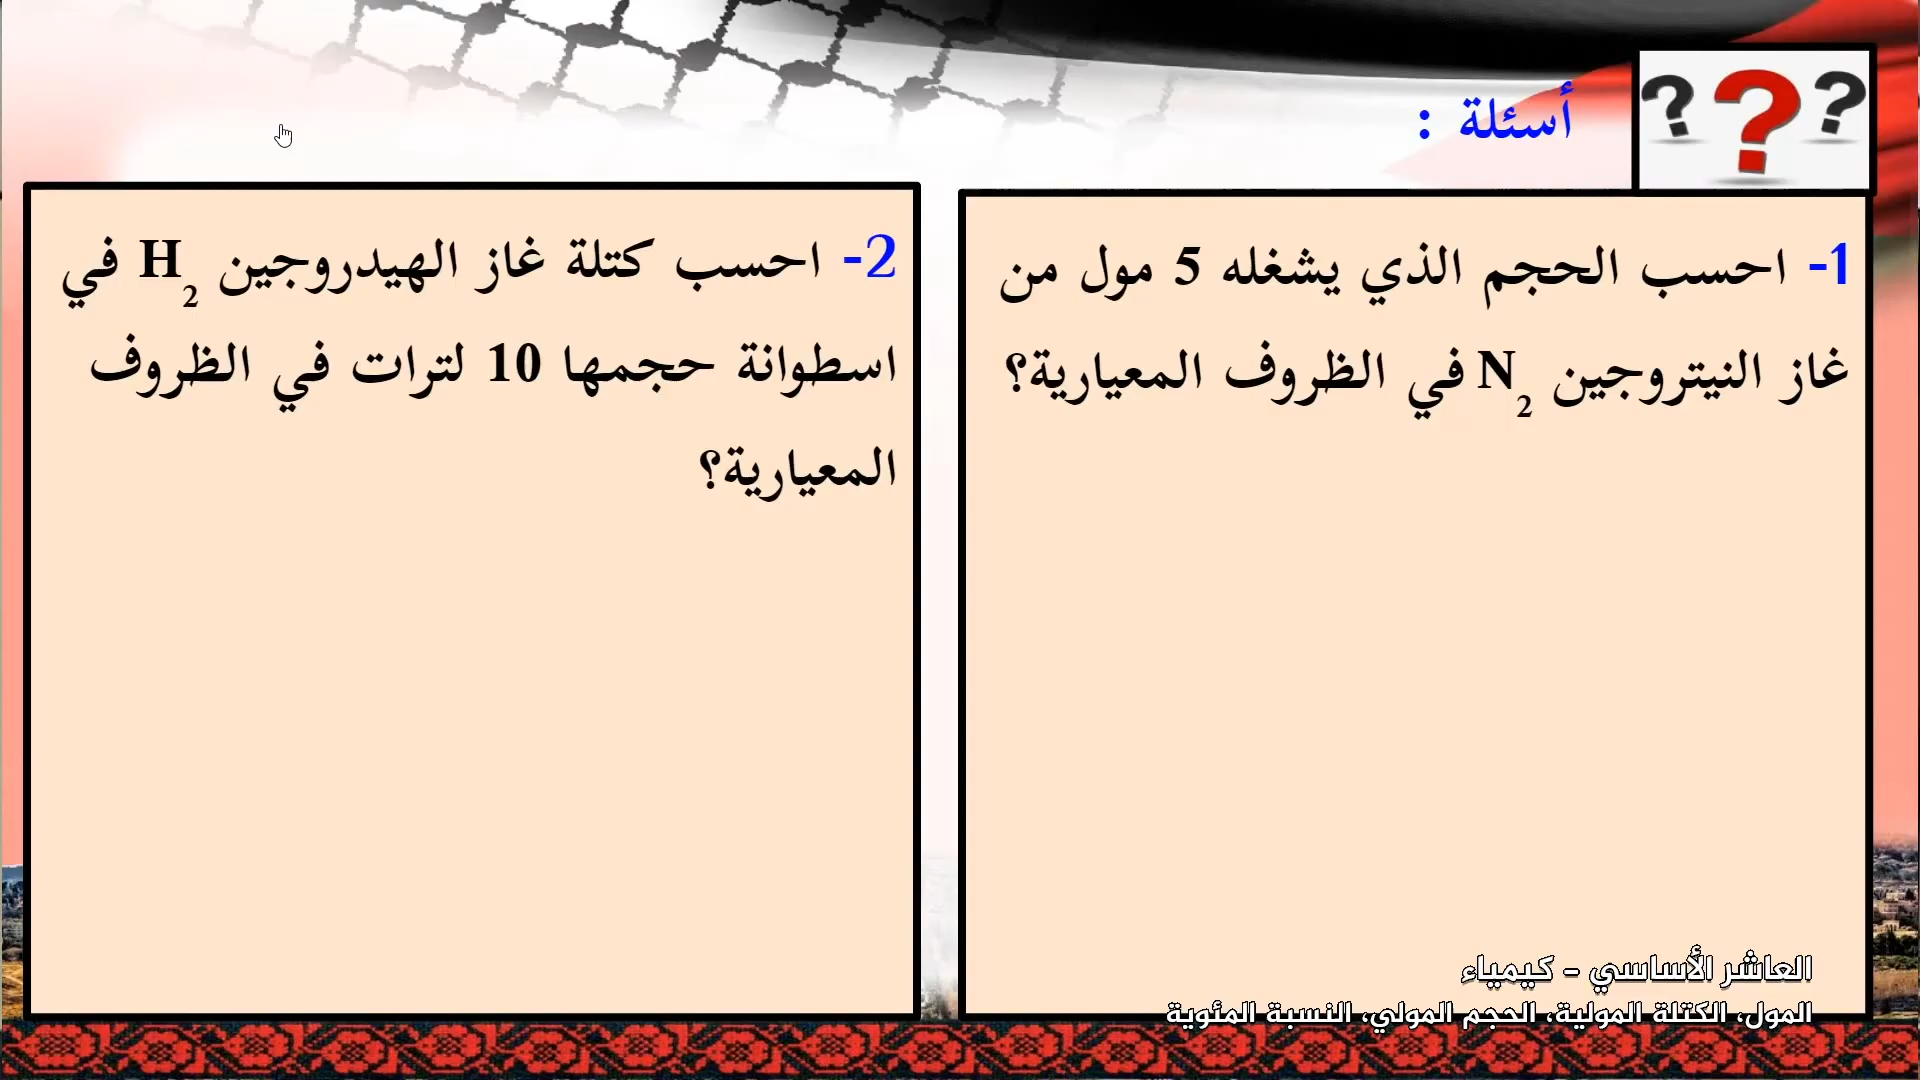 أسئلة :
1- احسب الحجم الذي يشغله 5 مول من
غاز النيتروجين N2 في الظروف المعيارية؟
2- احسب كتلة غاز الهيدروجين H2 في
اسطوانة حجمها 10 لترات في الظروف
المعيارية؟
العاشر الأساسي - كيمياء
المول، الكتلة المولية، الحجم المولي، النسبة المئوية